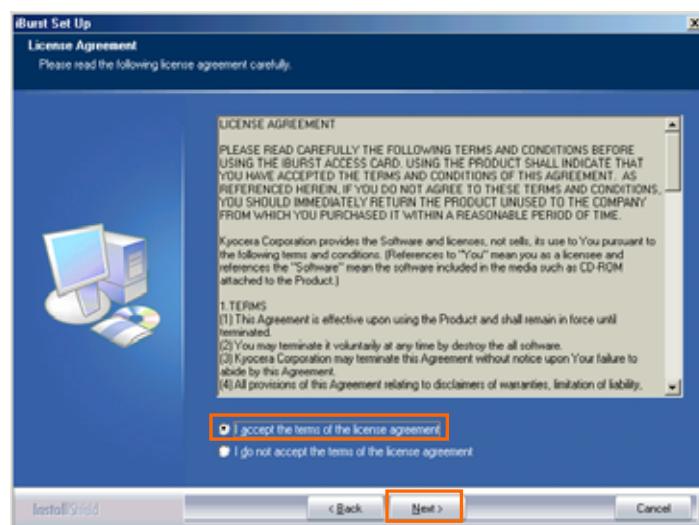 iBurst Set Up
License Agreement
Please read the following license agreement carefully.
LICENSE AGREEMENT
PLEASE READ CAREFULLY THE FOLLOWING TERMS AND CONDITIONS BEFORE
USING THE IBURST ACCESS CARD. USING THE PRODUCT SHALL INDICATE THAT
YOU HAVE ACCEPTED THE TERMS AND CONDITIONS OF THIS AGREEMENT. AS
REFERENCED HEREIN, IF YOU DO NOT AGREE TO THESE TERMS AND CONDITIONS,
YOU SHOULD IMMEDIATELY RETURN THE PRODUCT UNUSED TO THE COMPANY
FROM WHICH YOU PURCHASED IT WITHIN A REASONABLE PERIOD OF TIME.
Kyocera Corporation provides the Software and licenses, not sells, its use to You pursuant to
the following terms and conditions. (References to "You" mean you as a licensee and
references the "Software" mean the software included in the media such as CD-ROM
attached to the Product.)
1.TERMS
(1) This Agreement is effective upon using the Product and shall remain in force until
terminated.
(2) You may terminate it voluntarily at any time by destroy the all software.
(3) Kyocera Corporation may terminate this Agreement without notice upon Your failure to
abide by this Agreement.
(4) All provisions of this Agreement relating to disclaimers of warranties, limitation of liability,
I accept the terms of the license agreement
I do not accept the terms of the license agreement
InstallShield
< Back
Next >
Cancel